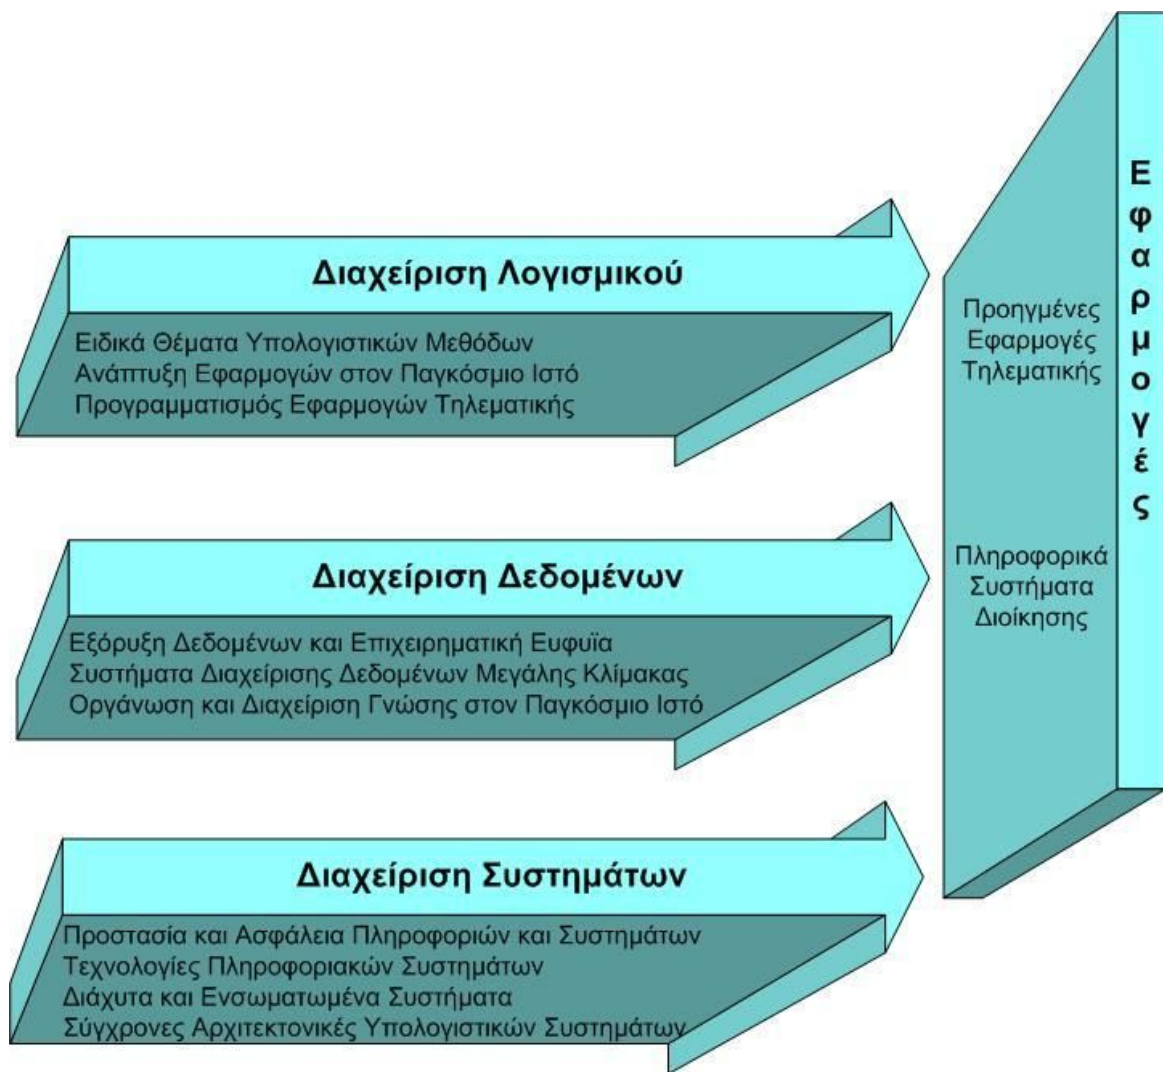 Διαχείριση Λογισμικού
Ειδικά Θέματα Υπολογιστικών Μεθόδων
Ανάπτυξη Εφαρμογών στον Παγκόσμιο Ιστό
Προγραμματισμός Εφαρμογών Τηλεματικής
Διαχείριση Δεδομένων
Εξόρυξη Δεδομένων και Επιχειρηματική Ευφυΐα
Συστήματα Διαχείρισης Δεδομένων Μεγάλης Κλίμακας
Οργάνωση και Διαχείριση Γνώσης στον Παγκόσμιο Ιστό
Διαχείριση Συστημάτων
Προστασία και Ασφάλεια Πληροφοριών και Συστημάτων
Τεχνολογίες Πληροφοριακών Συστημάτων
Διάχυτα και Ενσωματωμένα Συστήματα
Σύγχρονες Αρχιτεκτονικές Υπολογιστικών Συστημάτων
Προηγμένες
Εφαρμογές
Τηλεματικής
Πληροφορικά
Συστήματα
Διοίκησης
Εφαρμογές